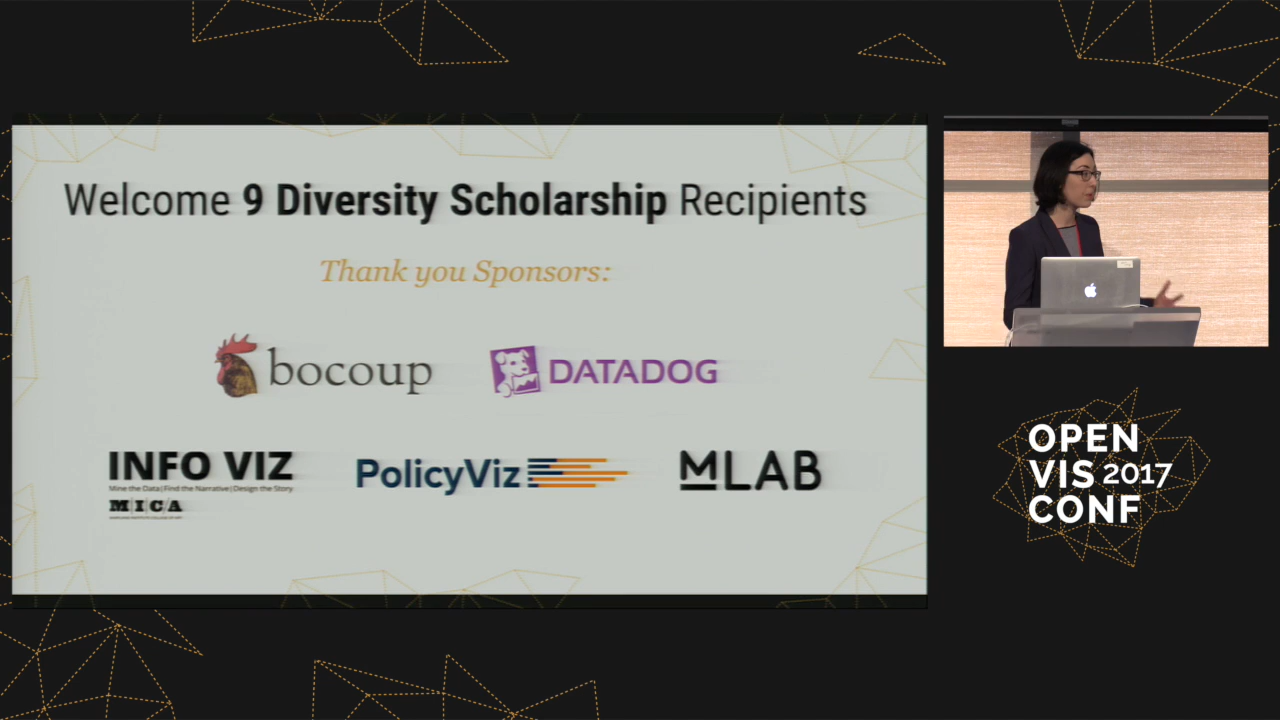 Welcome 9 Diversity Scholarship Recipients
Thank you Sponsors:
bocoup
DATADOG
INFO VIZ
Mine the Data|Find the Narrative|Design the Story
MICA
PolicyViz
MLAB
OPEN
VIS 2017
CONF